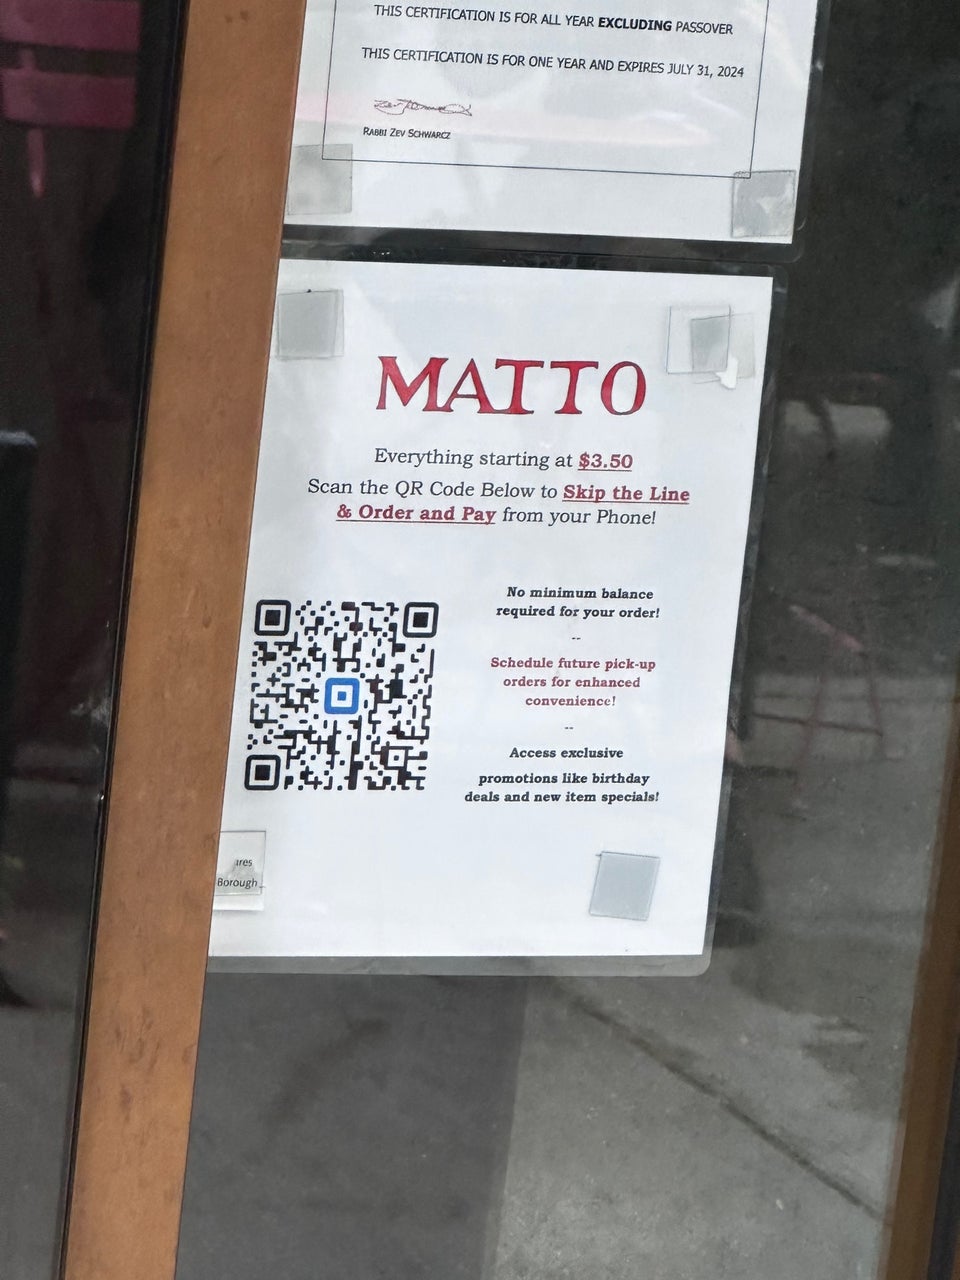 THIS CERTIFICATION IS FOR ALL YEAR EXCLUDING PASSOVER
THIS CERTIFICATION IS FOR ONE YEAR AND EXPIRES JULY 31, 2024
RABBI ZEV SCHWARCZ
MATTO
Everything starting at $3.50
Scan the QR Code Below to Skip the Line
& Order and Pay from your Phone!
No minimum balance
required for your order!
--
Schedule future pick-up
orders for enhanced
convenience!
--
Access exclusive
promotions like birthday
deals and new item specials!
ires
Borough